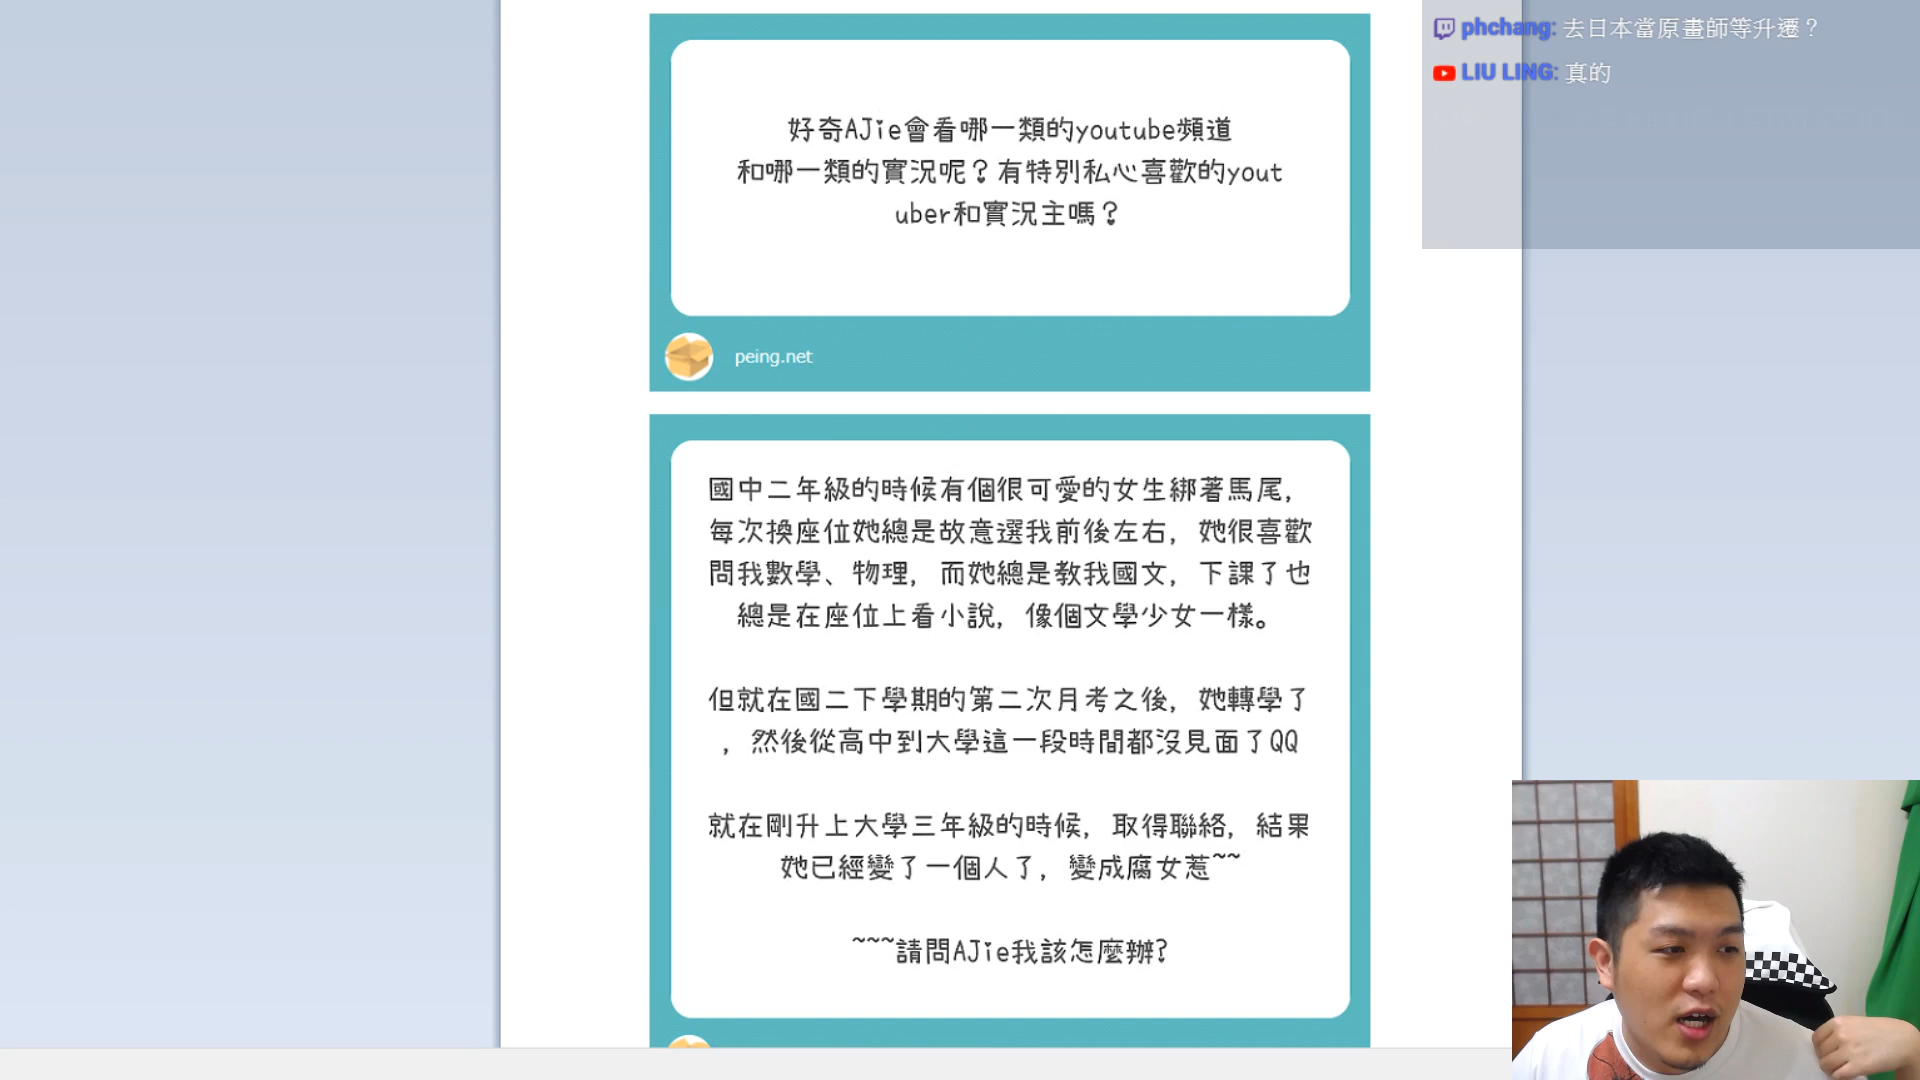 phchang: 去日本當原畫師等升遷？
LIU LING: 真的
好奇AJie會看哪一類的youtube頻道
和哪一類的實況呢？有特別私心喜歡的yout
uber和實況主嗎？
peing.net
國中二年級的時候有個很可愛的女生綁著馬尾，
每次換座位她總是故意選我前後左右，她很喜歡
問我數學、物理，而她總是教我國文，下課了也
總是在座位上看小說，像個文學少女一樣。
但就在國二下學期的第二次月考之後，她轉學了
，然後從高中到大學這一段時間都沒見面了QQ
就在剛升上大學三年級的時候，取得聯絡，結果
她已經變了一個人了，變成腐女惹~~
~~~請問AJie我該怎麼辦?